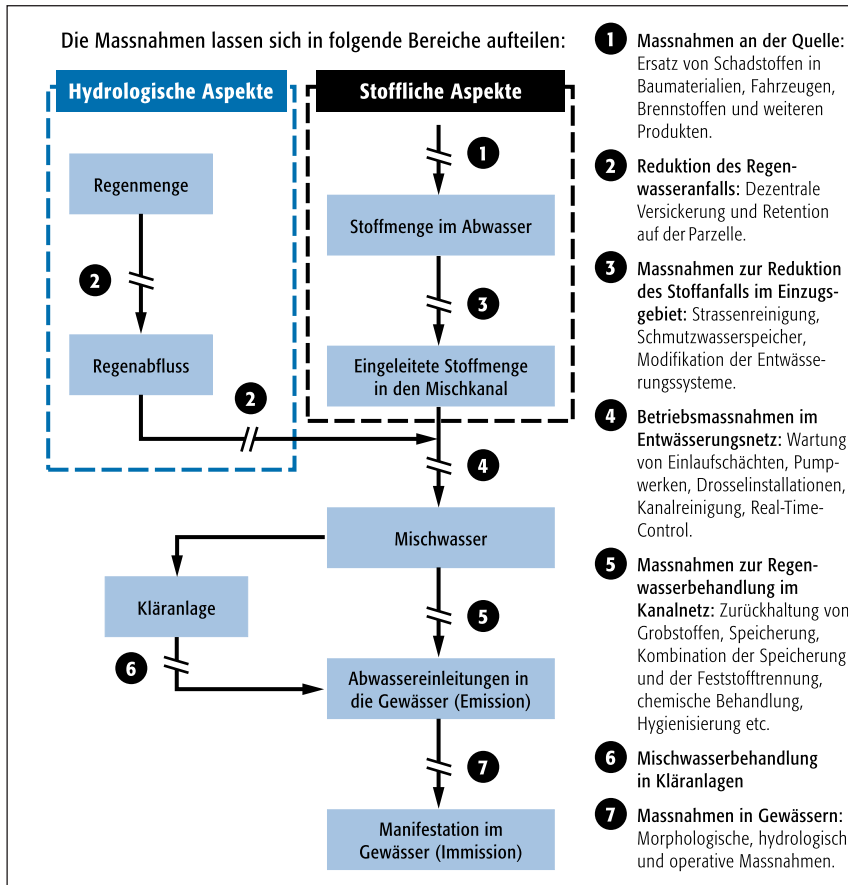 Die Massnahmen lassen sich in folgende Bereiche aufteilen:
Hydrologische Aspekte
Stoffliche Aspekte
1
Regenmenge
Stoffmenge im Abwasser
2
3
Regenabfluss
Eingeleitete Stoffmenge
in den Mischkanal
2
4
Mischwasser
Kläranlage
5
6
Abwassereinleitungen in
die Gewässer (Emission)
7
Manifestation im
Gewässer (Immission)
1 Massnahmen an der Quelle:
Ersatz von Schadstoffen in
Baumaterialien, Fahrzeugen,
Brennstoffen und weiteren
Produkten.
2 Reduktion des Regen-
wasseranfalls: Dezentrale
Versickerung und Retention
auf der Parzelle.
3 Massnahmen zur Reduktion
des Stoffanfalls im Einzugs-
gebiet: Strassenreinigung,
Schmutzwasserspeicher,
Modifikation der Entwässe-
rungssysteme.
4 Betriebsmassnahmen im
Entwässerungsnetz: Wartung
von Einlaufschächten, Pump-
werken, Drosselinstallationen,
Kanalreinigung, Real-Time-
Control.
5 Massnahmen zur Regen-
wasserbehandlung im
Kanalnetz: Zurückhaltung von
Grobstoffen, Speicherung,
Kombination der Speicherung
und der Feststofftrennung,
chemische Behandlung,
Hygienisierung etc.
6 Mischwasserbehandlung
in Kläranlagen
7 Massnahmen in Gewässern:
Morphologische, hydrologisch
und operative Massnahmen.